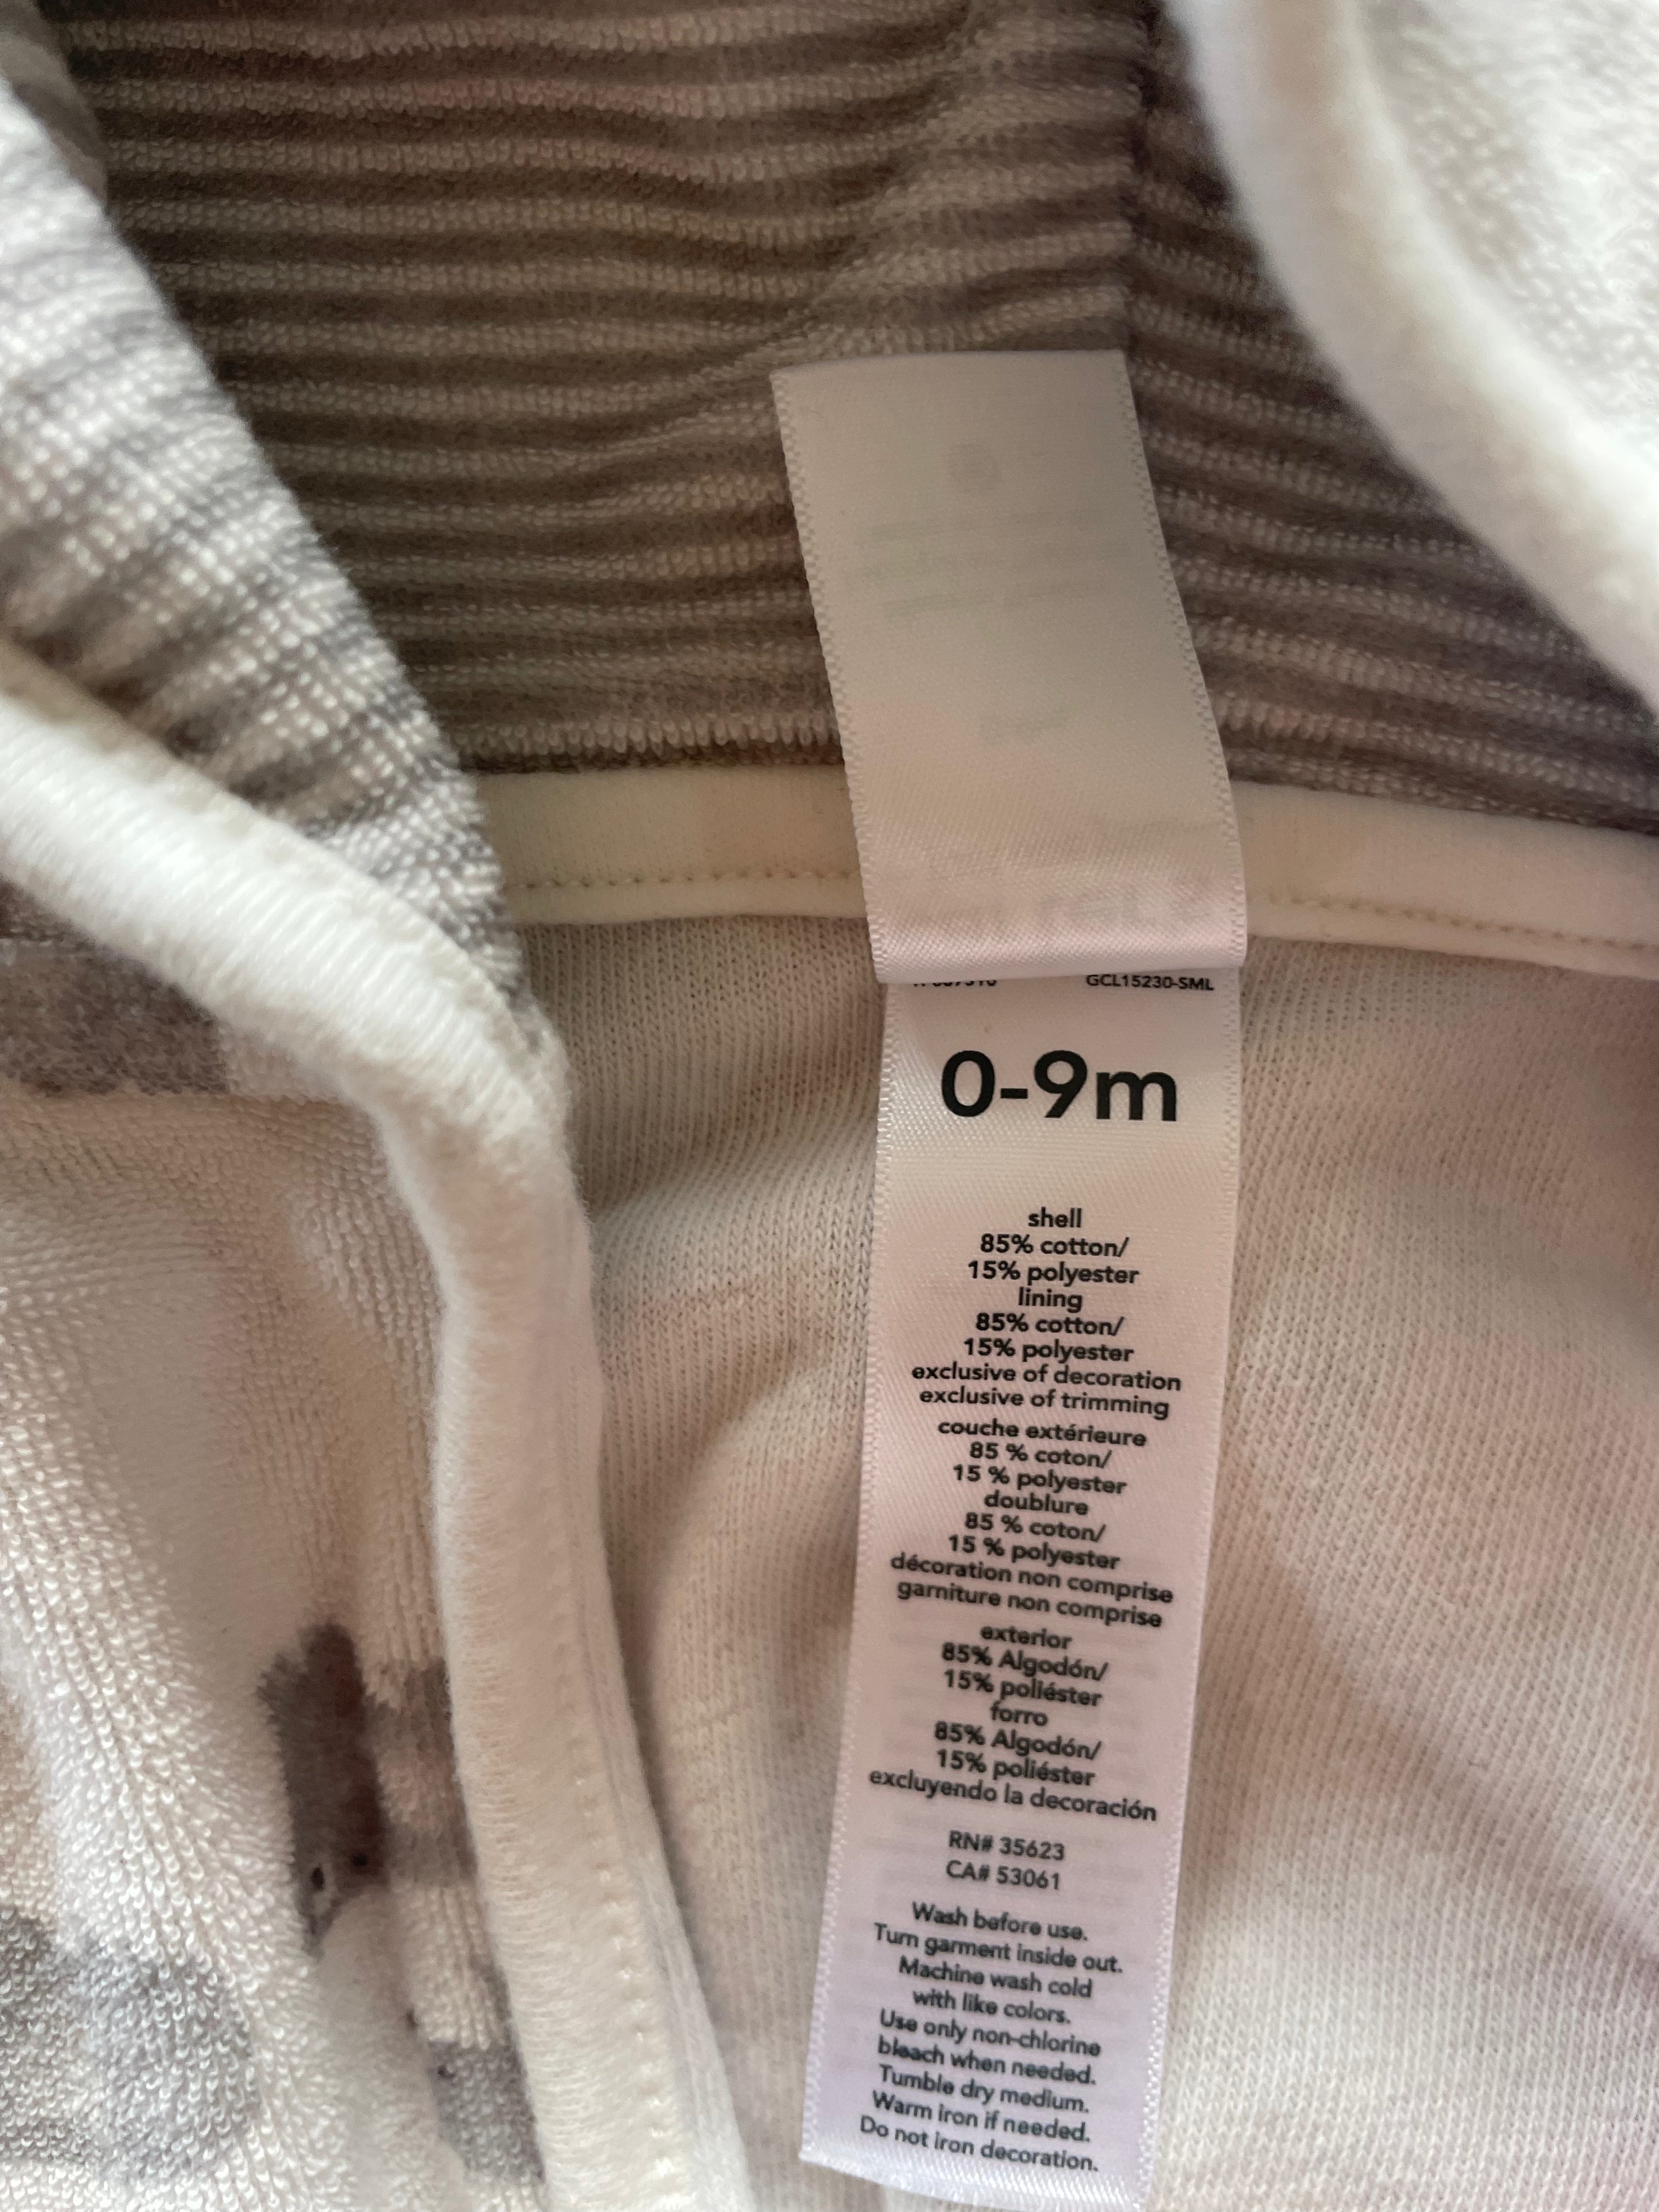 GCL15230-SML
0-9m
shell
85% cotton/
15% polyester
lining
85% cotton/
15% polyester
exclusive of decoration
exclusive of trimming
couche extérieure
85 % coton/
15 % polyester
doublure
85 % coton/
15 % polyester
décoration non comprise
garniture non comprise
exterior
85% Algodón/
15% poliéster
forro
85% Algodón/
15% poliéster
excluyendo la decoración
RN# 35623
CA# 53061
Wash before use.
Turn garment inside out.
Machine wash cold
with like colors.
Use only non-chlorine
bleach when needed.
Tumble dry medium.
Warm iron if needed.
Do not iron decoration.